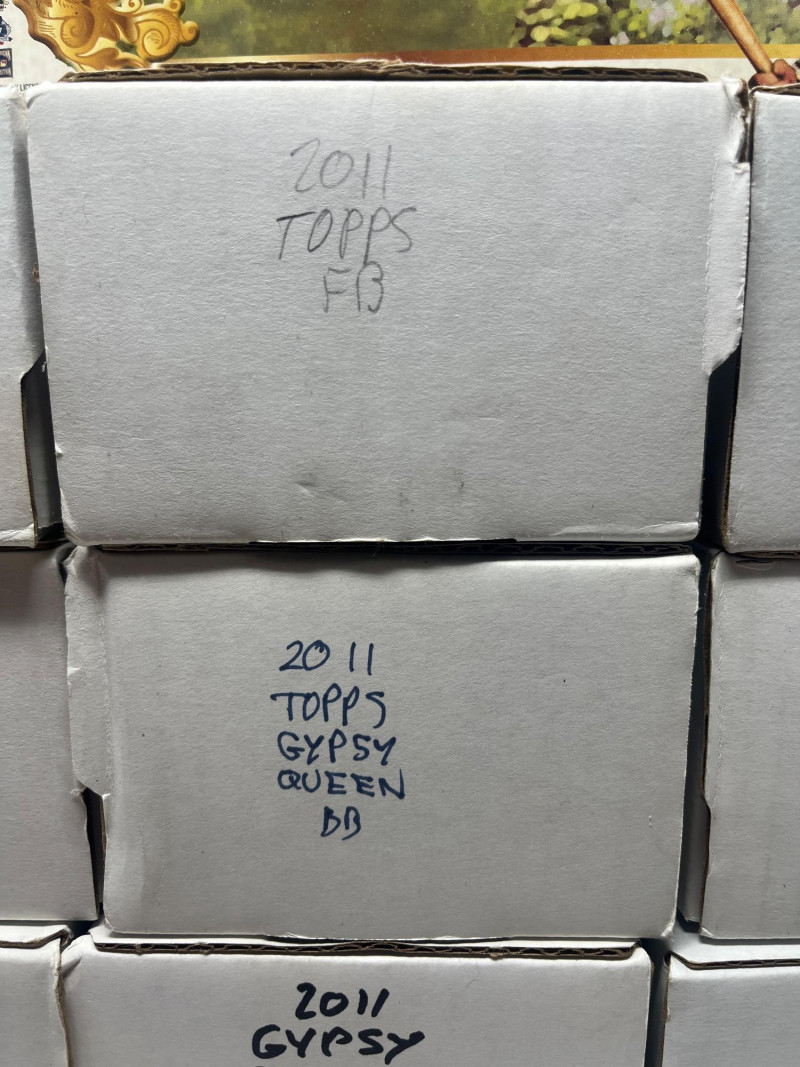 2011
TOPPS
FB
2011
TOPPS
GYPSY
QUEEN
BB
2011
GYPSY